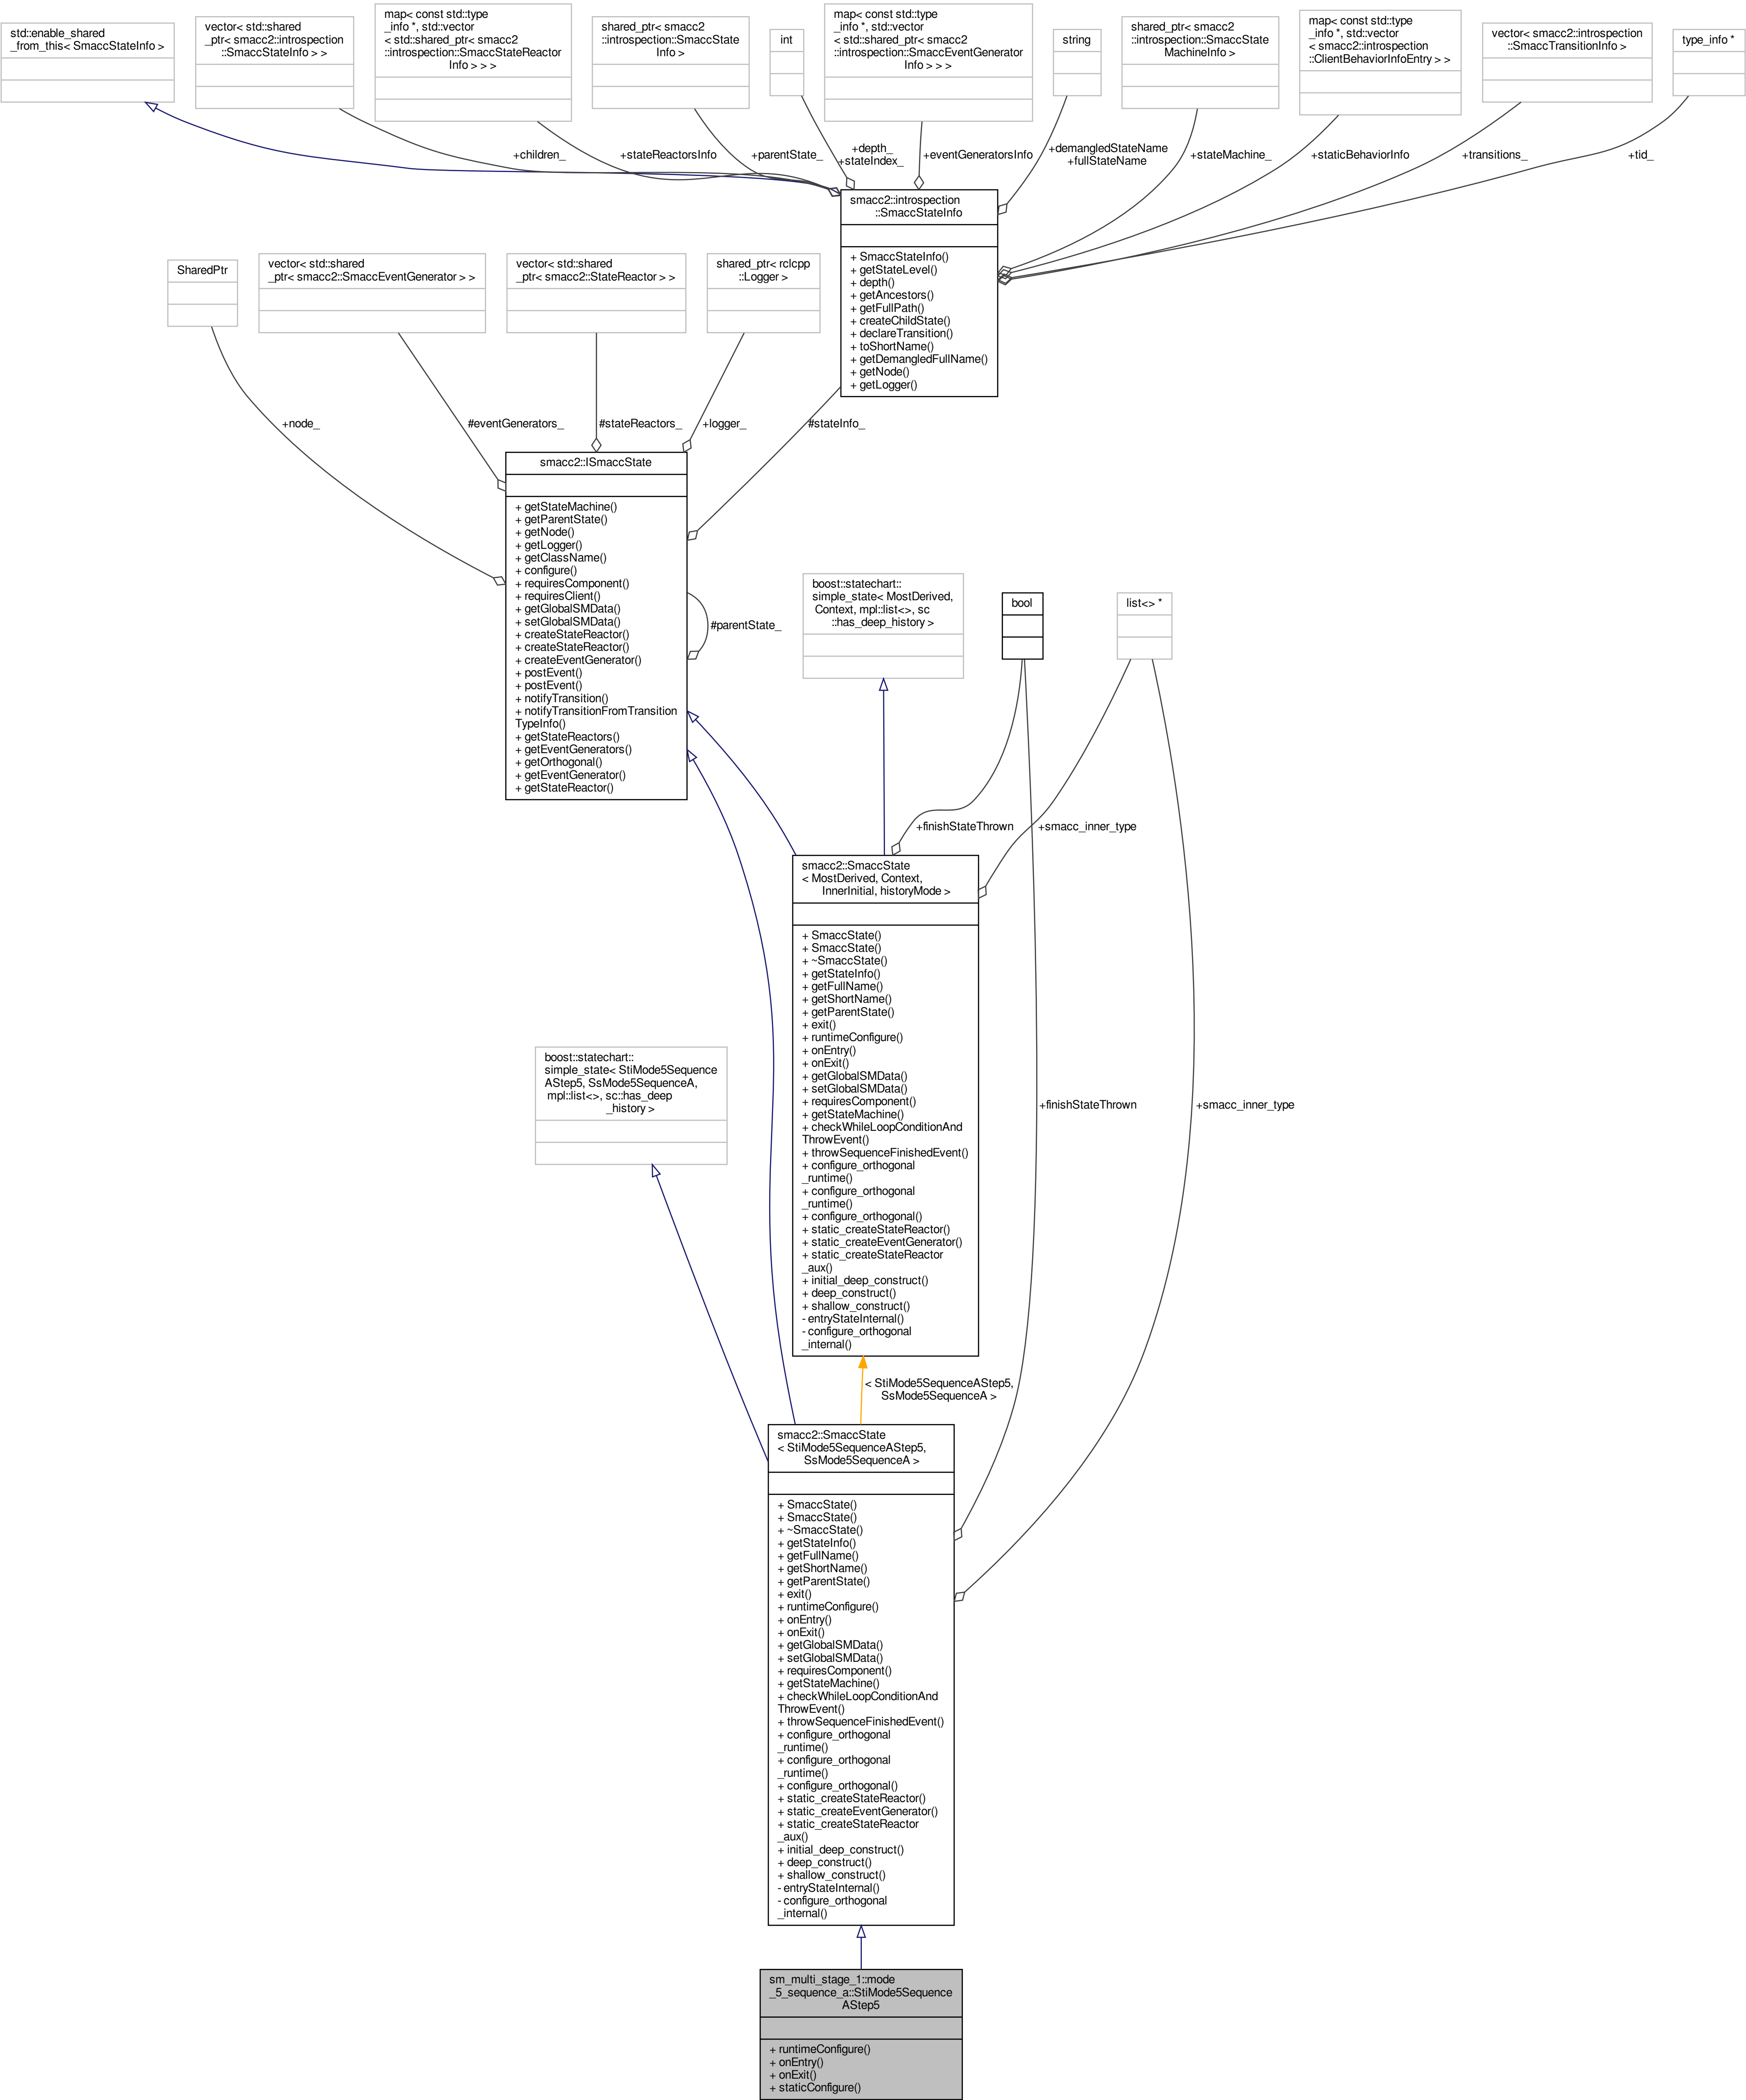 std::enable_shared
_from_this< SmaccStateInfo >
vector< std::shared
_ptr< smacc2::introspection
::SmaccStateInfo > >
map< const std::type
_info *, std::vector
< std::shared_ptr< smacc2
::introspection::SmaccStateReactor
Info > > >
shared_ptr< smacc2
::introspection::SmaccState
Info >
int
map< const std::type
_info *, std::vector
< std::shared_ptr< smacc2
::introspection::SmaccEventGenerator
Info > > >
string
shared_ptr< smacc2
::introspection::SmaccState
MachineInfo >
map< const std::type
_info *, std::vector
< smacc2::introspection
::ClientBehaviorInfoEntry > >
vector< smacc2::introspection
::SmaccTransitionInfo >
type_info *
+children_
+stateReactorsInfo
+parentState_
+depth_
+stateIndex_
+eventGeneratorsInfo
+demangledStateName
+fullStateName
+stateMachine_
+staticBehaviorInfo
+transitions_
+tid_
smacc2::introspection
::SmaccStateInfo
+ SmaccStateInfo()
+ getStateLevel()
+ depth()
+ getAncestors()
+ getFullPath()
+ createChildState()
+ declareTransition()
+ toShortName()
+ getDemangledFullName()
+ getNode()
+ getLogger()
SharedPtr
vector< std::shared
_ptr< smacc2::SmaccEventGenerator > >
vector< std::shared
_ptr< smacc2::StateReactor > >
shared_ptr< rclcpp
::Logger >
+node_
#eventGenerators_
#stateReactors_
+logger_
#stateInfo_
smacc2::ISmaccState
+ getStateMachine()
+ getParentState()
+ getNode()
+ getLogger()
+ getClassName()
+ configure()
+ requiresComponent()
+ requiresClient()
+ getGlobalSMData()
+ setGlobalSMData()
+ createStateReactor()
+ createStateReactor()
+ createEventGenerator()
+ postEvent()
+ postEvent()
+ notifyTransition()
+ notifyTransitionFromTransition
TypeInfo()
+ getStateReactors()
+ getEventGenerators()
+ getOrthogonal()
+ getEventGenerator()
+ getStateReactor()
#parentState_
boost::statechart::
simple_state< MostDerived,
Context, mpl::list<>, sc
::has_deep_history >
bool
list<> *
+finishStateThrown
+smacc_inner_type
smacc2::SmaccState
< MostDerived, Context,
InnerInitial, historyMode >
+ SmaccState()
+ SmaccState()
+ ~SmaccState()
+ getStateInfo()
+ getFullName()
+ getShortName()
+ getParentState()
+ exit()
+ runtimeConfigure()
+ onEntry()
+ onExit()
+ getGlobalSMData()
+ setGlobalSMData()
+ requiresComponent()
+ getStateMachine()
+ checkWhileLoopConditionAnd
ThrowEvent()
+ throwSequenceFinishedEvent()
+ configure_orthogonal
_runtime()
+ configure_orthogonal
_runtime()
+ configure_orthogonal()
+ static_createStateReactor()
+ static_createEventGenerator()
+ static_createStateReactor
_aux()
+ initial_deep_construct()
+ deep_construct()
+ shallow_construct()
- entryStateInternal()
- configure_orthogonal
_internal()
boost::statechart::
simple_state< StiMode5Sequence
AStep5, SsMode5SequenceA,
mpl::list<>, sc::has_deep
_history >
+finishStateThrown
+smacc_inner_type
< StiMode5SequenceAStep5,
SsMode5SequenceA >
smacc2::SmaccState
< StiMode5SequenceAStep5,
SsMode5SequenceA >
+ SmaccState()
+ SmaccState()
+ ~SmaccState()
+ getStateInfo()
+ getFullName()
+ getShortName()
+ getParentState()
+ exit()
+ runtimeConfigure()
+ onEntry()
+ onExit()
+ getGlobalSMData()
+ setGlobalSMData()
+ requiresComponent()
+ getStateMachine()
+ checkWhileLoopConditionAnd
ThrowEvent()
+ throwSequenceFinishedEvent()
+ configure_orthogonal
_runtime()
+ configure_orthogonal
_runtime()
+ configure_orthogonal()
+ static_createStateReactor()
+ static_createEventGenerator()
+ static_createStateReactor
_aux()
+ initial_deep_construct()
+ deep_construct()
+ shallow_construct()
- entryStateInternal()
- configure_orthogonal
_internal()
sm_multi_stage_1::mode
_5_sequence_a::StiMode5Sequence
AStep5
+ runtimeConfigure()
+ onEntry()
+ onExit()
+ staticConfigure()